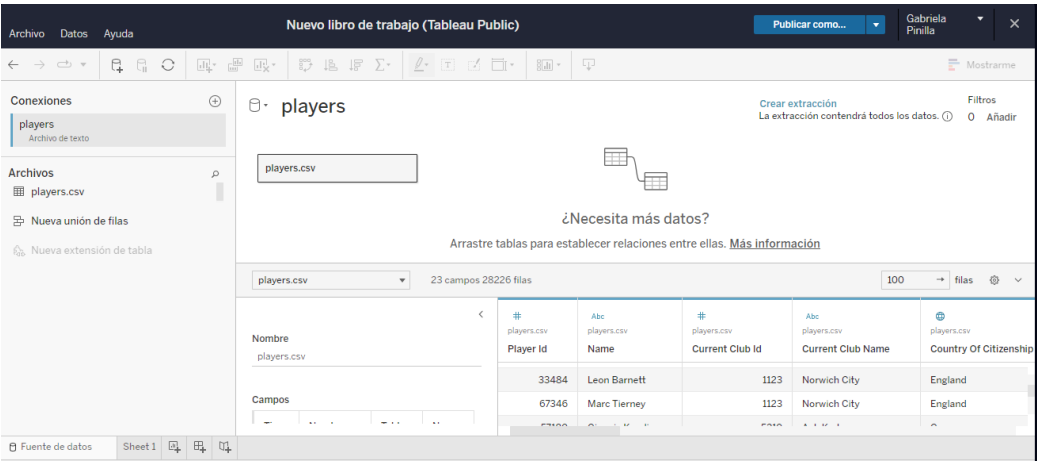 Nuevo libro de trabajo (Tableau Public)
Publicar como...
Gabriela
Pinilla
Archivo Datos Ayuda
Mostrarme
Conexiones
players
Archivo de texto
Archivos
players.csv
Nueva unión de filas
Nueva extensión de tabla
players
Crear extracción
La extracción contendrá todos los datos.
Filtros
0 Añadir
players.csv
¿Necesita más datos?
Arrastre tablas para establecer relaciones entre ellas. Más información
players.csv
23 campos 28226 filas
100 filas
Nombre
players.csv
Campos
Abc Abc
players.csv players.csv players.csv players.csv players.csv
Player Id Name Current Club Id Current Club Name Country Of Citizenship
33484 Leon Barnett 1123 Norwich City England
67346 Marc Tierney 1123 Norwich City England
Fuente de datos Sheet 1